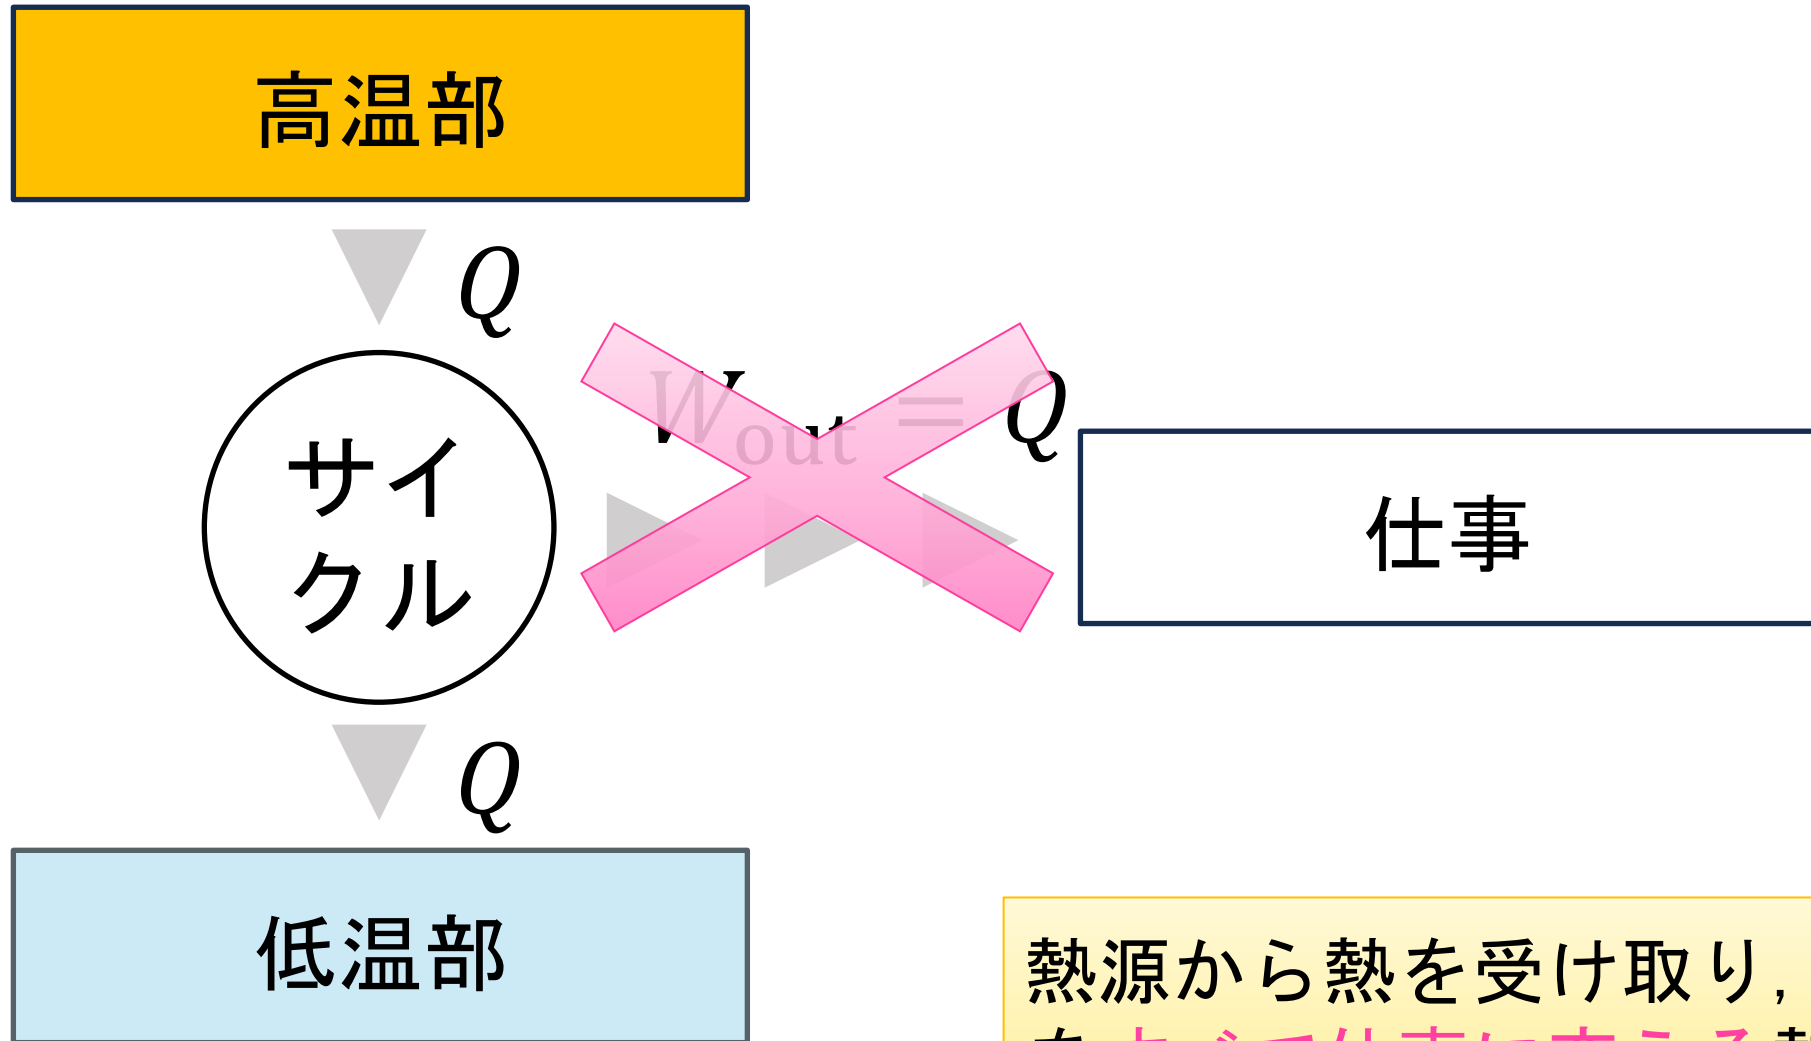 高温部
Q
W_out = Q
サイ
クル
仕事
Q
低温部
熱源から熱を受け取り,